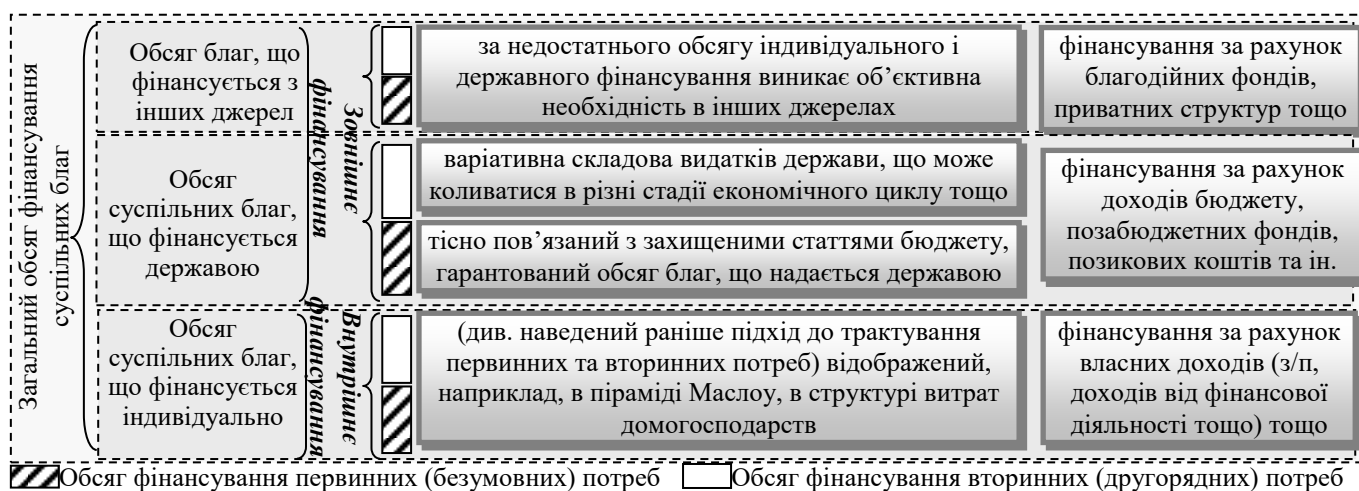 Загальний обсяг фінансування
суспільних благ
Обсяг благ, що
фінансується з
інших джерел
Зовнішнє
фінансування
за недостатнього обсягу індивідуального і
державного фінансування виникає об’єктивна
необхідність в інших джерелах
фінансування за рахунок
благодійних фондів,
приватних структур тощо
Обсяг
суспільних благ,
що фінансується
державою
варіативна складова видатків держави, що може
коливатися в різні стадії економічного циклу тощо
тісно пов’язаний з захищеними статтями бюджету,
гарантований обсяг благ, що надається державою
фінансування за рахунок
доходів бюджету,
позабюджетних фондів,
позикових коштів та ін.
Обсяг
суспільних благ,
що фінансується
індивідуально
Внутрішнє
фінансування
(див. наведений раніше підхід до трактування
первинних та вторинних потреб) відображений,
наприклад, в піраміді Маслоу, в структурі витрат
домогосподарств
фінансування за рахунок
власних доходів (з/п,
доходів від фінансової
діяльності тощо) тощо
Обсяг фінансування первинних (безумовних) потреб
Обсяг фінансування вторинних (другорядних) потреб